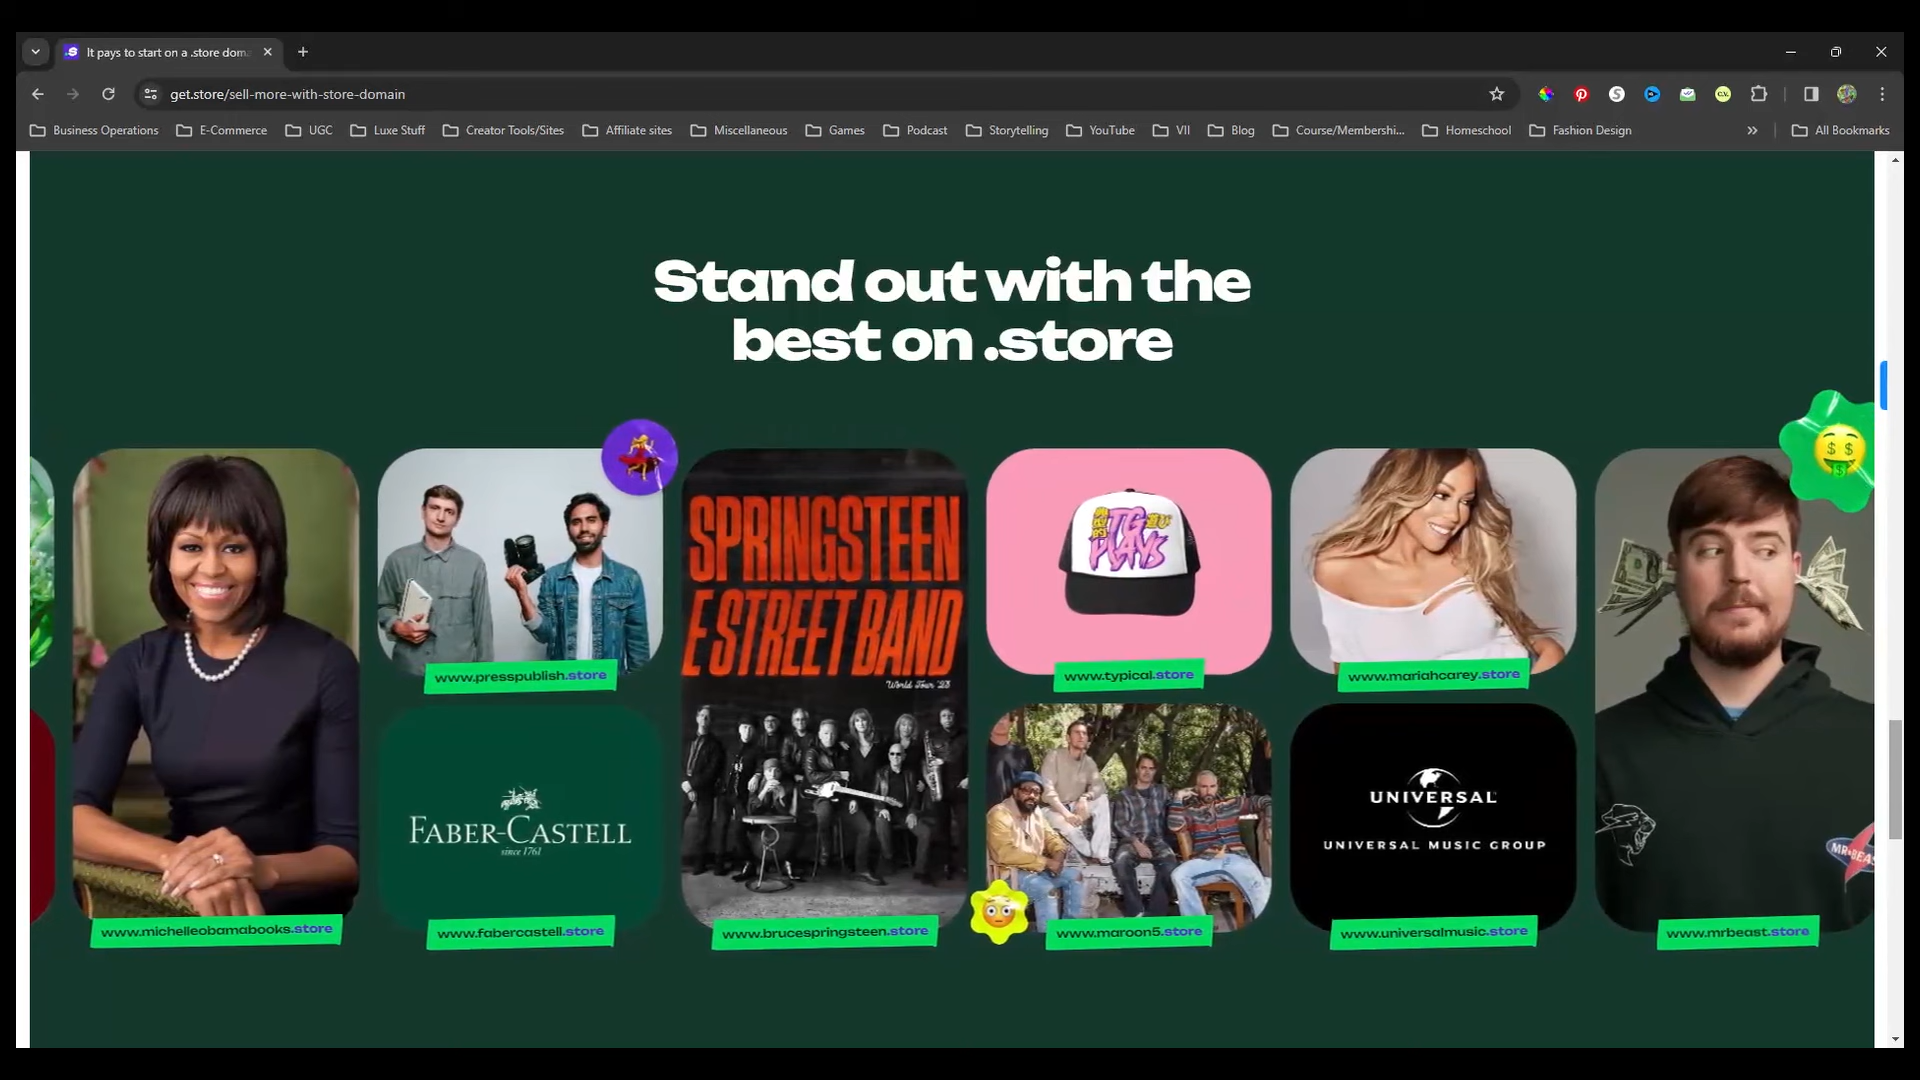 It pays to start on a .store dom
get.store/sell-more-with-store-domain
Business Operations
E-Commerce
UGC
Luxe Stuff
Creator Tools/Sites
Affiliate sites
Miscellaneous
Games
Podcast
Storytelling
YouTube
VII
Blog
Course/Membershi...
Homeschool
Fashion Design
All Bookmarks
Stand out with the
best on .store
SPRINGSTEEN
E STREET BAND
World Tour '23
TG
PLAYS
www.presspublish.store
www.typical.store
www.mariahcarey.store
FABER-CASTELL
since 1761
UNIVERSAL
UNIVERSAL MUSIC GROUP
www.michelleobamabooks.store
www.fabercastell.store
www.brucespringsteen.store
www.maroon5.store
www.universalmusic.store
www.mrbeast.store